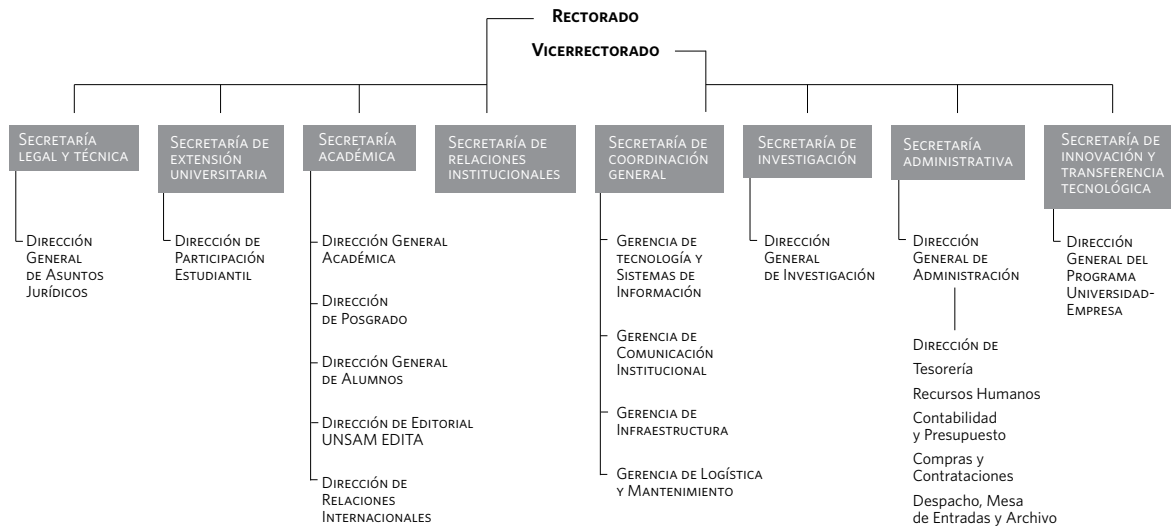 Rectorado
Vicerrectorado
Secretaría
legal y técnica
Secretaría de
extensión
universitaria
Secretaría
académica
Secretaría de
relaciones
institucionales
Secretaría de
coordinación
general
Secretaría de
investigación
Secretaría
administrativa
Secretaría de
innovación y
transferencia
tecnológica
Dirección
General
de Asuntos
Jurídicos
Dirección de
Participación
Estudiantil
Dirección General
Académica
Dirección
de Posgrado
Dirección General
de Alumnos
Dirección de Editorial
UNSAM EDITA
Dirección de
Relaciones
Internacionales
Gerencia de
tecnología y
Sistemas de
Información
Gerencia de
Comunicación
Institucional
Gerencia de
Infraestructura
Gerencia de Logística
y Mantenimiento
Dirección
General
de Investigación
Dirección
General de
Administración
Dirección de
Tesorería
Recursos Humanos
Contabilidad
y Presupuesto
Compras y
Contrataciones
Despacho, Mesa
de Entradas y Archivo
Dirección
General del
Programa
Universidad-
Empresa